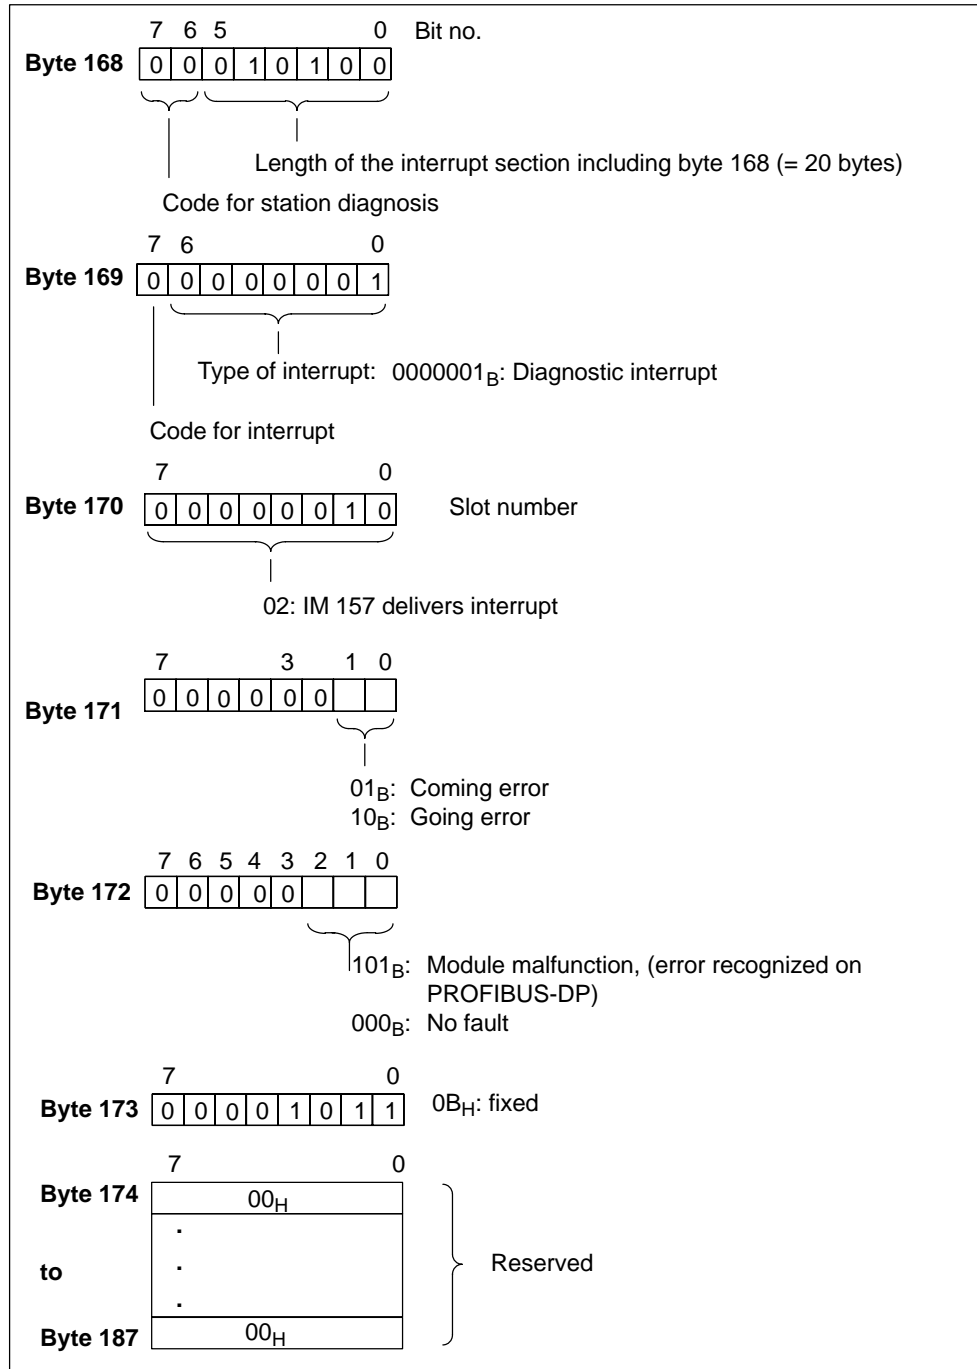 7 6 5 0 Bit no.
Byte 168 0 0 0 1 0 1 0 0
Length of the interrupt section including byte 168 (= 20 bytes)
Code for station diagnosis
7 6 0
Byte 169 0 0 0 0 0 0 0 1
Type of interrupt: 0000001B: Diagnostic interrupt
Code for interrupt
7 0
Byte 170 0 0 0 0 0 0 1 0 Slot number
02: IM 157 delivers interrupt
7 3 1 0
Byte 171 0 0 0 0 0 0
01B: Coming error
10B: Going error
7 6 5 4 3 2 1 0
Byte 172 0 0 0 0 0
101B: Module malfunction, (error recognized on
PROFIBUS-DP)
000B: No fault
7 0
Byte 173 0 0 0 0 1 0 1 1 0BH: fixed
7 0
Byte 174 00H
.
to . Reserved
.
Byte 187 00H